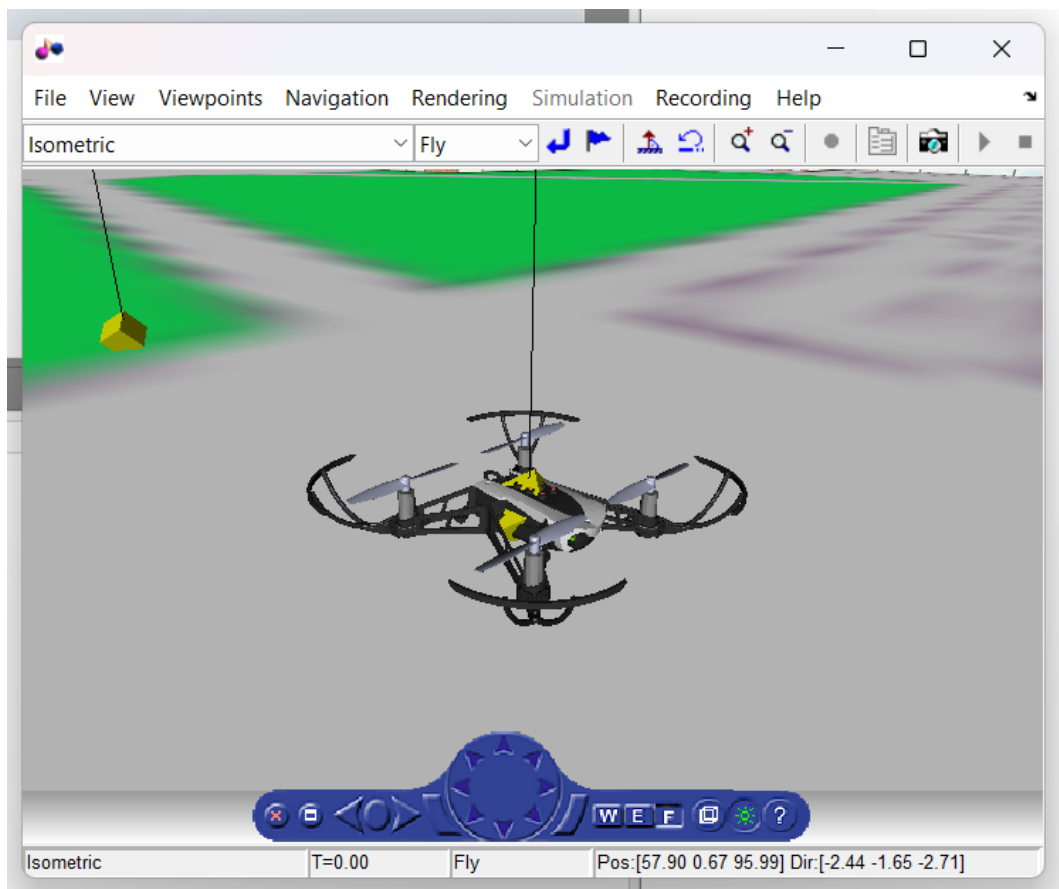 File View Viewpoints Navigation Rendering Simulation Recording Help
Isometric Fly
W E F ?
Isometric T=0.00 Fly Pos:[57.90 0.67 95.99] Dir:[-2.44 -1.65 -2.71]